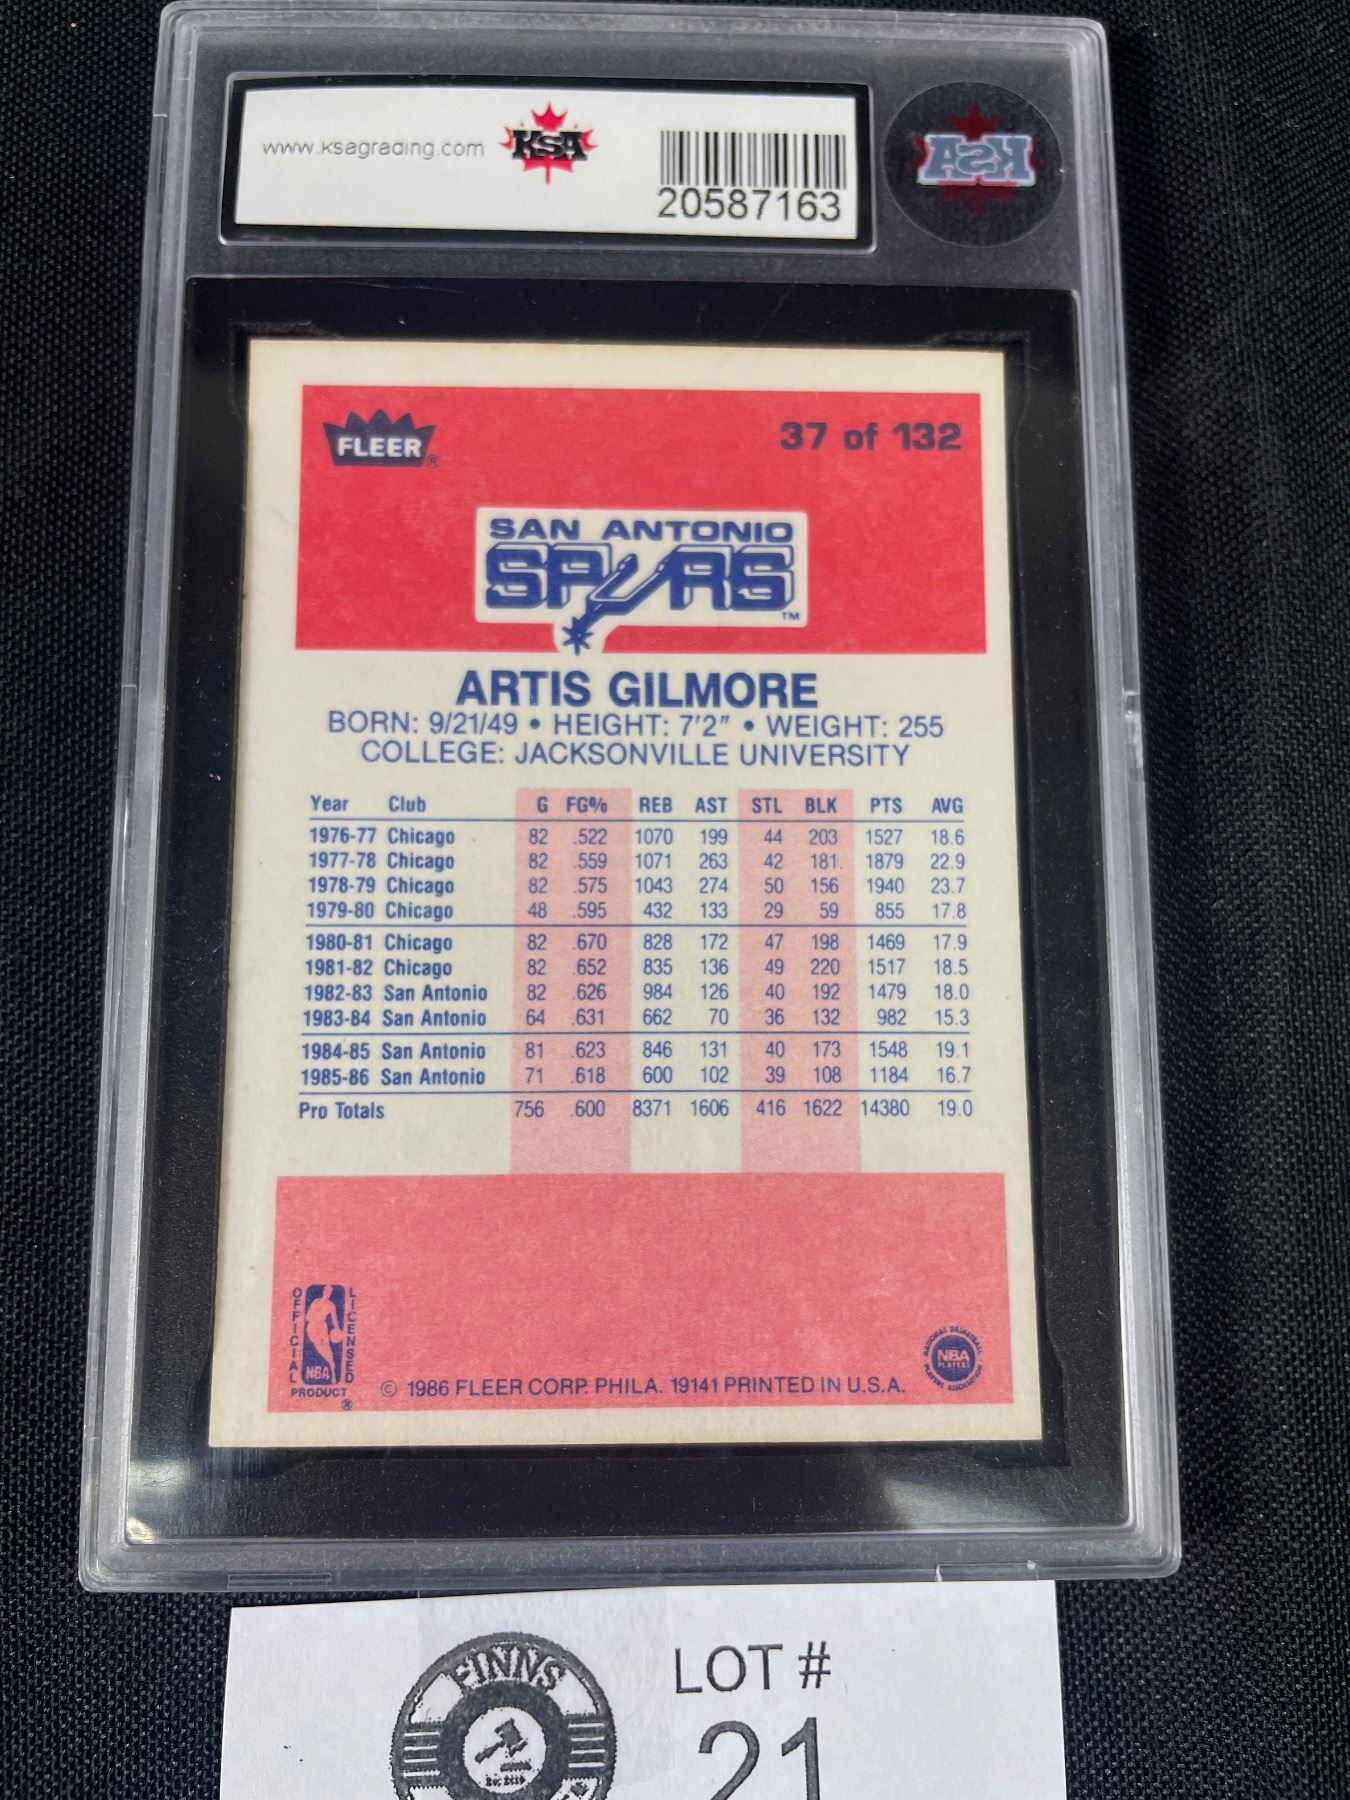 www.ksagrading.com
KSA
20587163
KSA
FLEER®
37 of 132
SAN ANTONIO
SPURS
TM
ARTIS GILMORE
BORN: 9/21/49 • HEIGHT: 7'2" • WEIGHT: 255
COLLEGE: JACKSONVILLE UNIVERSITY
Year Club G FG% REB AST STL BLK PTS AVG
1976-77 Chicago 82 .522 1070 199 44 203 1527 18.6
1977-78 Chicago 82 .559 1071 263 42 181 1879 22.9
1978-79 Chicago 82 .575 1043 274 50 156 1940 23.7
1979-80 Chicago 48 .595 432 133 29 59 855 17.8
1980-81 Chicago 82 .670 828 172 47 198 1469 17.9
1981-82 Chicago 82 .652 835 136 49 220 1517 18.5
1982-83 San Antonio 82 .626 984 126 40 192 1479 18.0
1983-84 San Antonio 64 .631 662 70 36 132 982 15.3
1984-85 San Antonio 81 .623 846 131 40 173 1548 19.1
1985-86 San Antonio 71 .618 600 102 39 108 1184 16.7
Pro Totals 756 .600 8371 1606 416 1622 14380 19.0
OFFICIAL LICENSED
NBA
PRODUCT
®
© 1986 FLEER CORP. PHILA. 19141 PRINTED IN U.S.A.
NATIONAL BASKETBALL
NBA
PLAYERS
PLAYERS ASSOCIATION
FINNS
LOT #
21